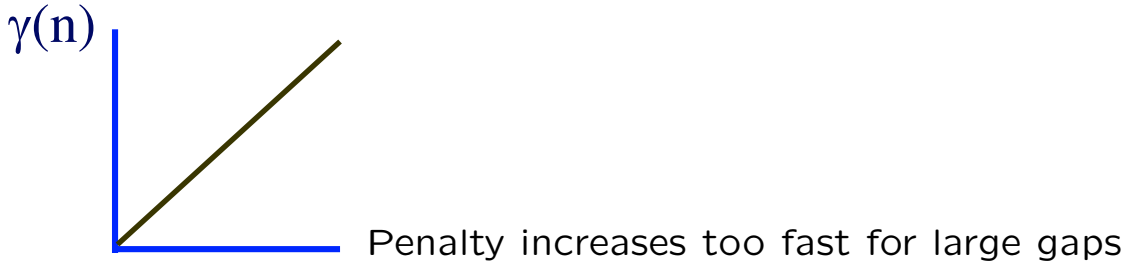 γ(n)
Penalty increases too fast for large gaps